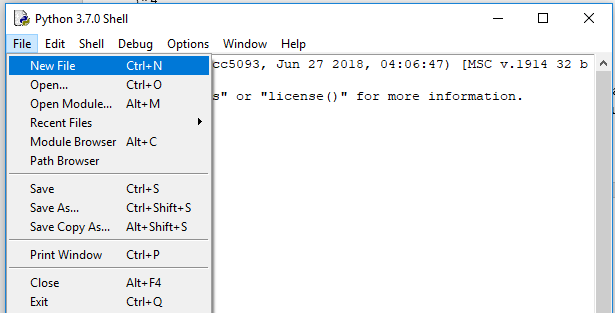 Python 3.7.0 Shell
File Edit Shell Debug Options Window Help
New File Ctrl+N
cc5093, Jun 27 2018, 04:06:47) [MSC v.1914 32 b
Open... Ctrl+O
Open Module... Alt+M
s" or "license()" for more information.
Recent Files
Module Browser Alt+C
Path Browser
Save Ctrl+S
Save As... Ctrl+Shift+S
Save Copy As... Alt+Shift+S
Print Window Ctrl+P
Close Alt+F4
Exit Ctrl+Q